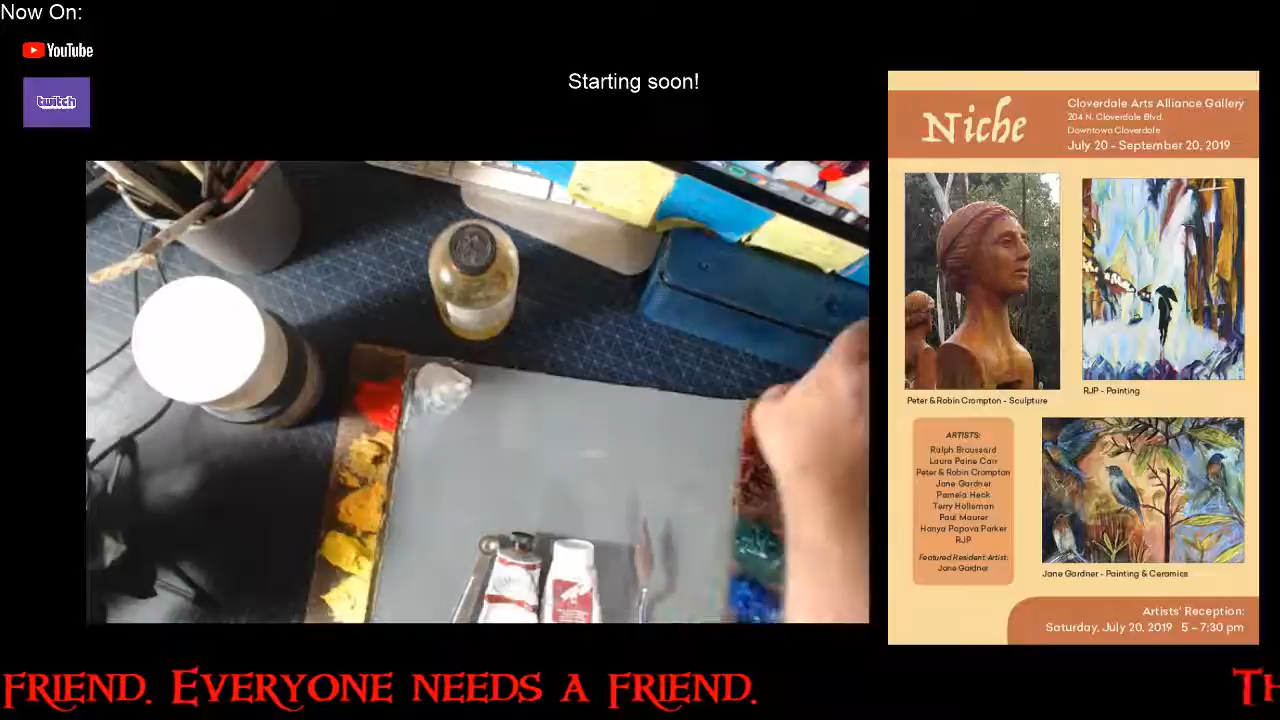 Now On:
YouTube
twitch
Starting soon!
Niche
Cloverdale Arts Alliance Gallery
204 N. Cloverdale Blvd.
Downtown Cloverdale
July 20 - September 20, 2019
Peter & Robin Crompton - Sculpture
RJP - Painting
ARTISTS:
Ralph Broussard
Laura Paine Carr
Peter & Robin Crompton
Jane Gardner
Pamela Heck
Terry Holleman
Paul Maurer
Hanya Popova Parker
RJP
Featured Resident Artist:
Jane Gardner
Jane Gardner - Painting & Ceramics
Artists' Reception:
Saturday, July 20, 2019 5 - 7:30 pm
FRIEND. EVERYONE NEEDS A FRIEND. TH